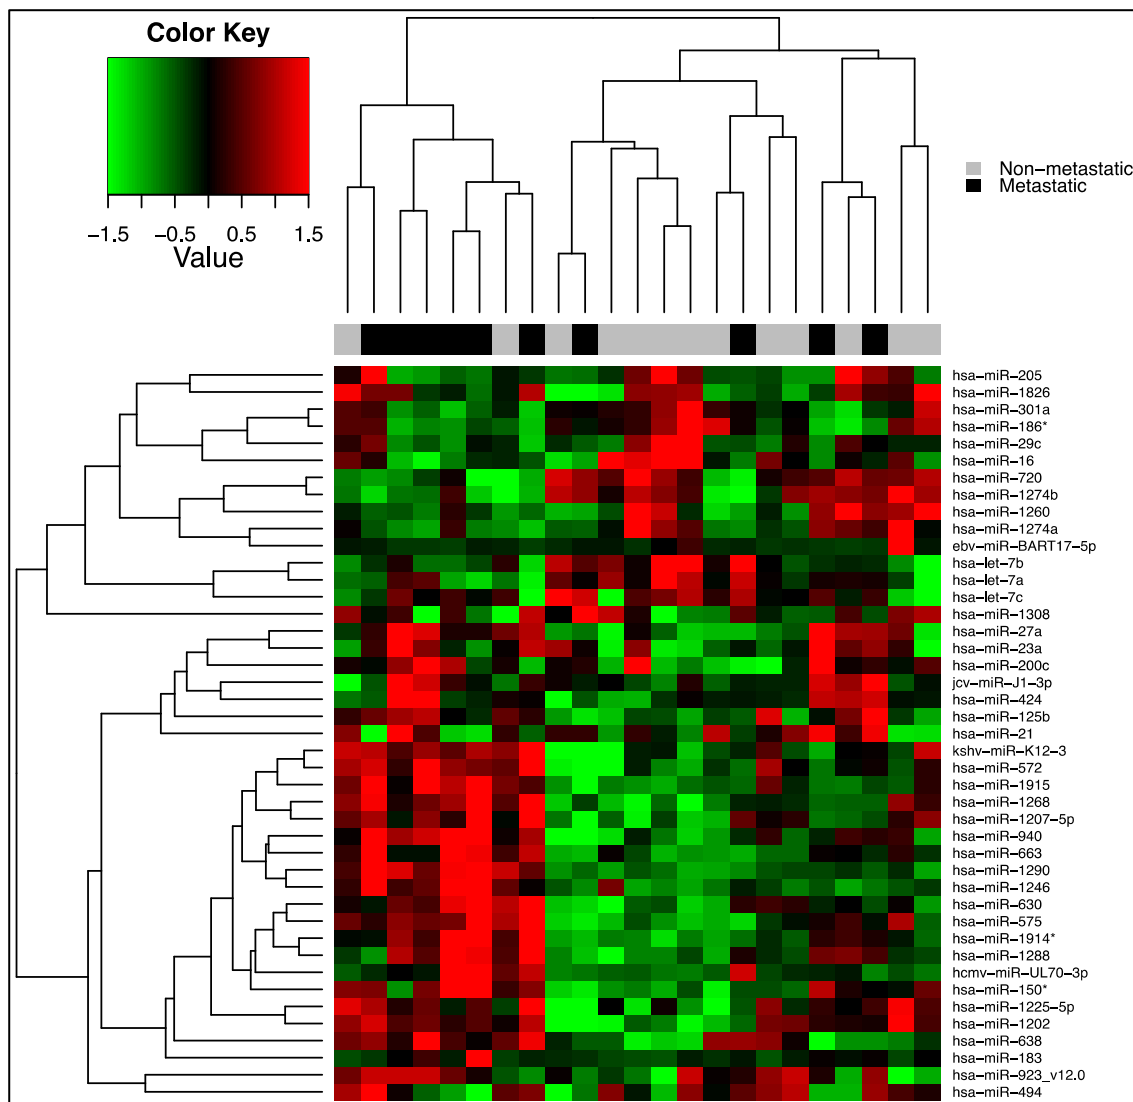 Color Key
−1.5 −0.5 0.5 1.5
Value
Non−metastatic
Metastatic
hsa−miR−205
hsa−miR−1826
hsa−miR−301a
hsa−miR−186*
hsa−miR−29c
hsa−miR−16
hsa−miR−720
hsa−miR−1274b
hsa−miR−1260
hsa−miR−1274a
ebv−miR−BART17−5p
hsa−let−7b
hsa−let−7a
hsa−let−7c
hsa−miR−1308
hsa−miR−27a
hsa−miR−23a
hsa−miR−200c
jcv−miR−J1−3p
hsa−miR−424
hsa−miR−125b
hsa−miR−21
kshv−miR−K12−3
hsa−miR−572
hsa−miR−1915
hsa−miR−1268
hsa−miR−1207−5p
hsa−miR−940
hsa−miR−663
hsa−miR−1290
hsa−miR−1246
hsa−miR−630
hsa−miR−575
hsa−miR−1914*
hsa−miR−1288
hcmv−miR−UL70−3p
hsa−miR−150*
hsa−miR−1225−5p
hsa−miR−1202
hsa−miR−638
hsa−miR−183
hsa−miR−923_v12.0
hsa−miR−494